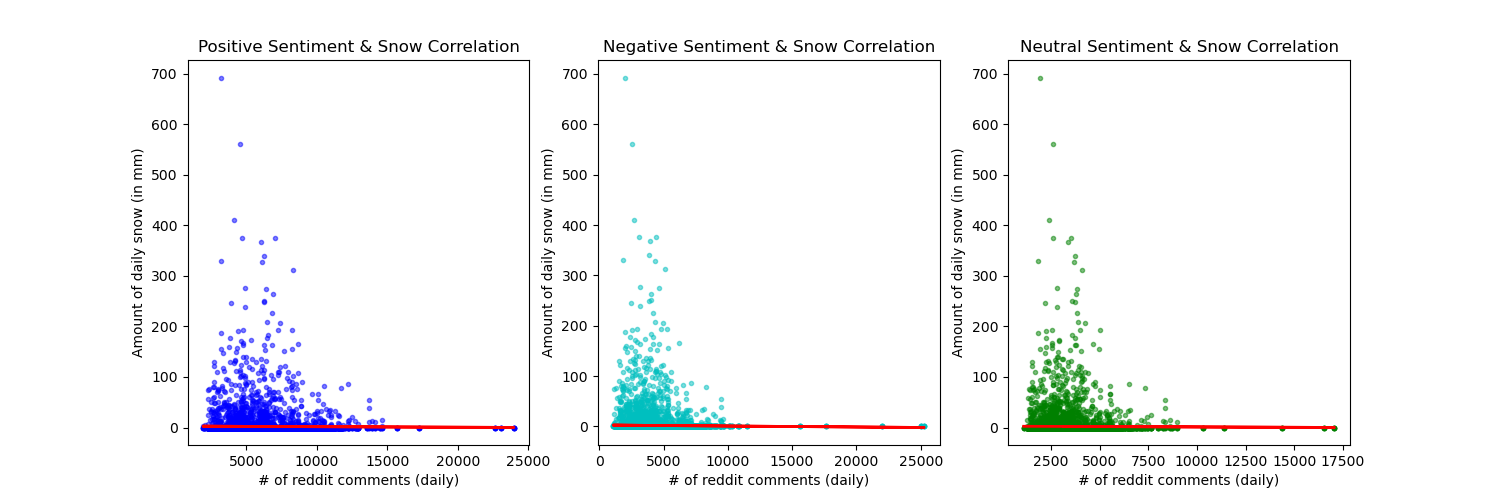 Positive Sentiment & Snow Correlation
Amount of daily snow (in mm)
700
600
500
400
300
200
100
0
5000 10000 15000 20000 25000
# of reddit comments (daily)
Negative Sentiment & Snow Correlation
Amount of daily snow (in mm)
700
600
500
400
300
200
100
0
0 5000 10000 15000 20000 25000
# of reddit comments (daily)
Neutral Sentiment & Snow Correlation
Amount of daily snow (in mm)
700
600
500
400
300
200
100
0
2500 5000 7500 10000 12500 15000 17500
# of reddit comments (daily)